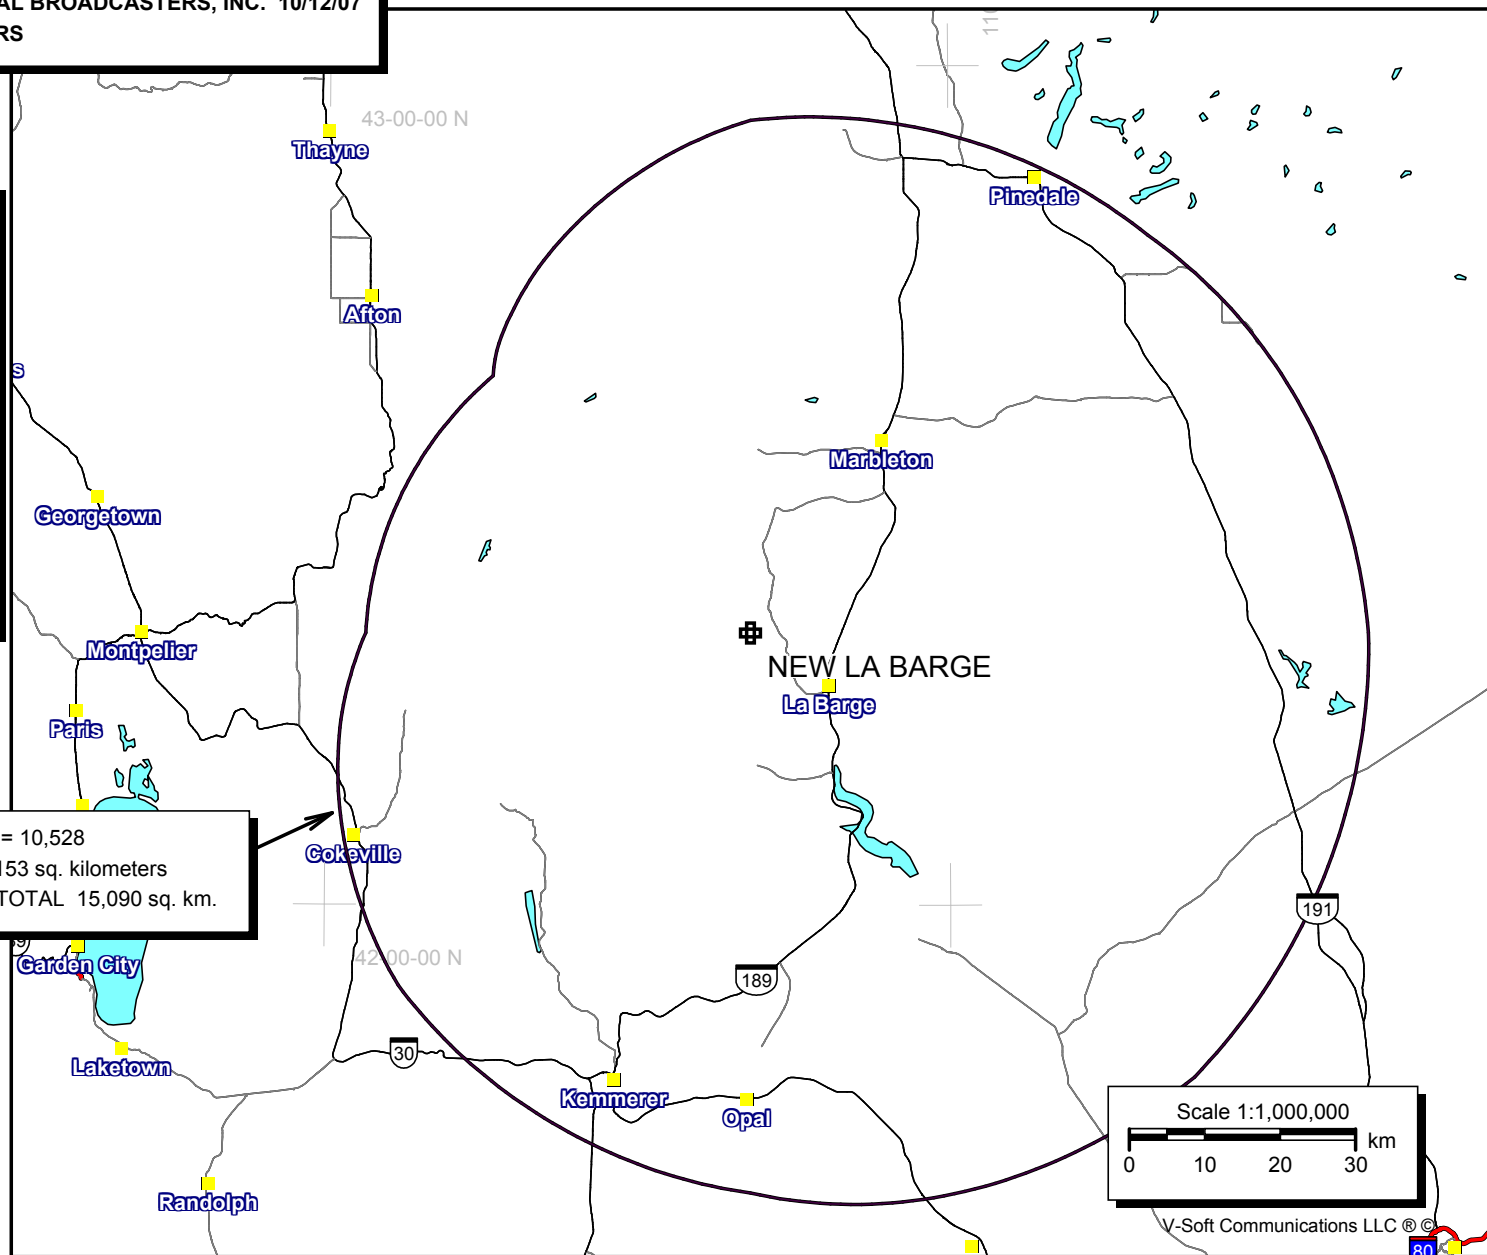 AL BROADCASTERS, INC. 10/12/07
RS
43-00-00 N
Thayne
Pinedale
Afton
s
Marbleton
Georgetown
Montpelier
NEW LA BARGE
La Barge
Paris
= 10,528
153 sq. kilometers
TOTAL 15,090 sq. km.
Cokeville
191
Garden City
42-00-00 N
189
30
Laketown
Kemmerer
Opal
Scale 1:1,000,000
km
0 10 20 30
Randolph
V-Soft Communications LLC ® ©
80